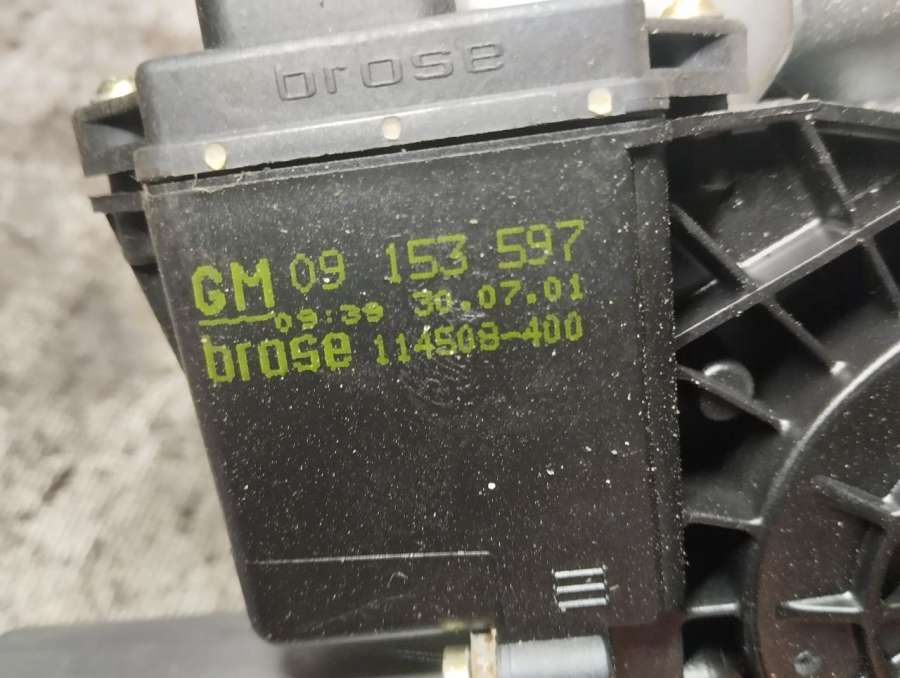 brose
GM 09 153 597
09:39 30.07.01
brose 114508-400